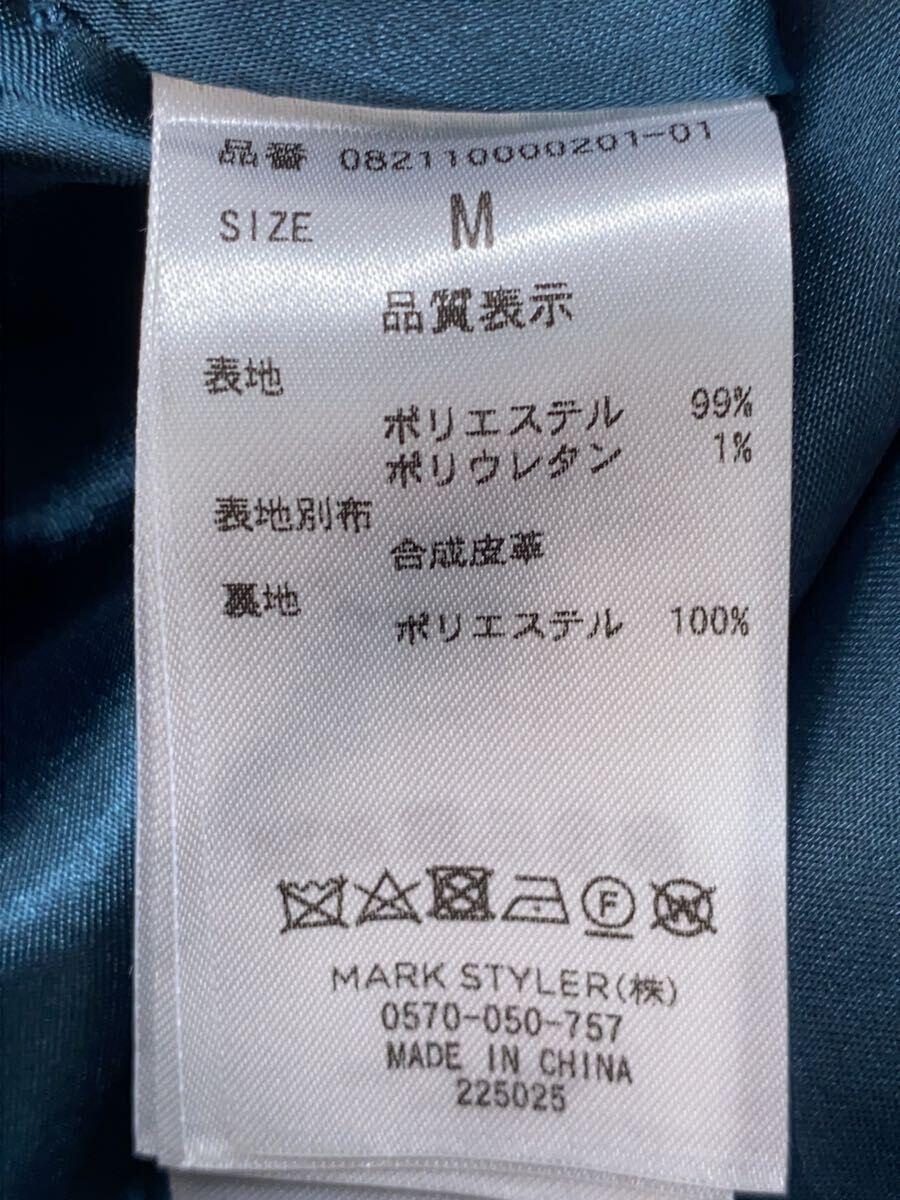 品番 082110000201-01
SIZE M
品質表示
表地
ポリエステル 99%
ポリウレタン 1%
表地別布
合成皮革
裏地
ポリエステル 100%
F W
MARK STYLER(株)
0570-050-757
MADE IN CHINA
225025